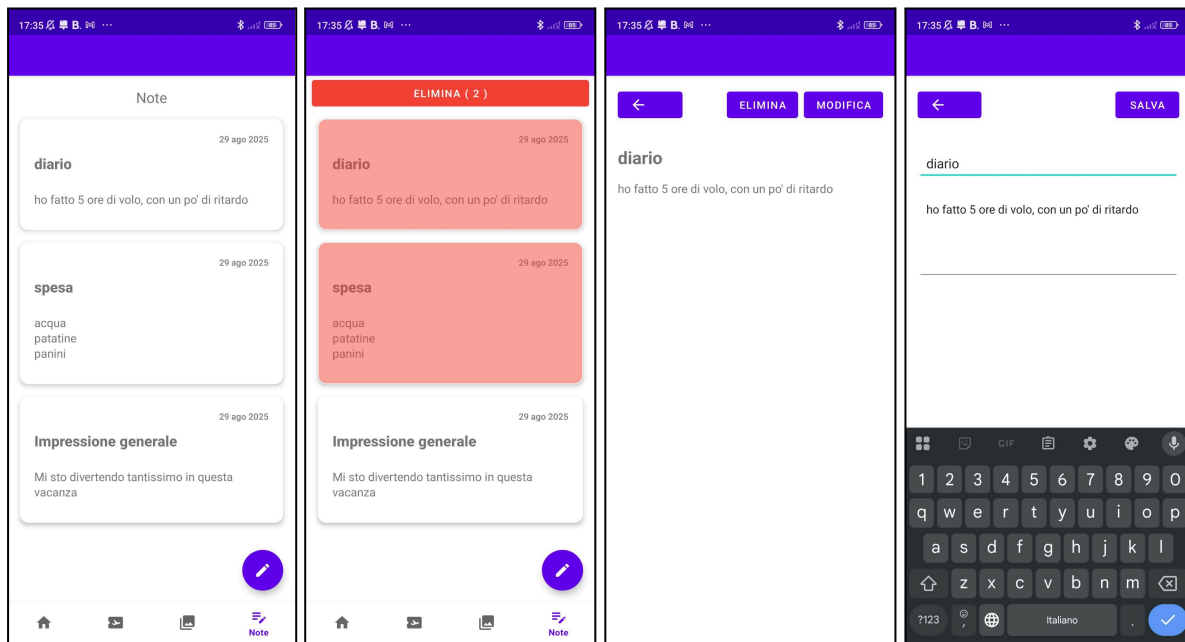 17:35 B. ...
85
Note
29 ago 2025
diario
ho fatto 5 ore di volo, con un po' di ritardo
29 ago 2025
spesa
acqua
patatine
panini
29 ago 2025
Impressione generale
Mi sto divertendo tantissimo in questa
vacanza
Note
17:35 B. ...
85
ELIMINA ( 2 )
29 ago 2025
diario
ho fatto 5 ore di volo, con un po' di ritardo
29 ago 2025
spesa
acqua
patatine
panini
29 ago 2025
Impressione generale
Mi sto divertendo tantissimo in questa
vacanza
Note
17:35 B. ...
85
ELIMINA MODIFICA
diario
ho fatto 5 ore di volo, con un po' di ritardo
17:35 B. ...
85
SALVA
diario
ho fatto 5 ore di volo, con un po' di ritardo
GIF
1 2 3 4 5 6 7 8 9 0
q w e r t y u i o p
a s d f g h j k l
z x c v b n m
?123 , Italiano .